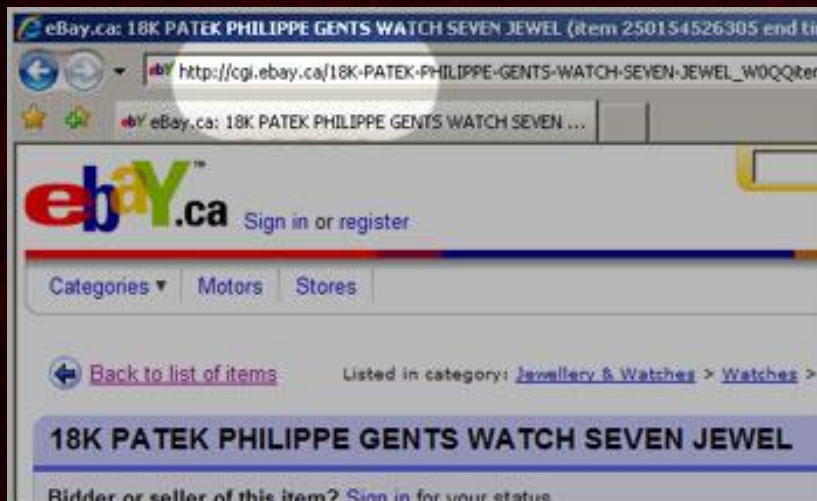 eBay.ca: 18K PATEK PHILIPPE GENTS WATCH SEVEN JEWEL (item 250154526305 end tim
http://cgi.ebay.ca/18K-PATEK-PHILIPPE-GENTS-WATCH-SEVEN-JEWEL_W0QQiter
eBay.ca: 18K PATEK PHILIPPE GENTS WATCH SEVEN ...
ebaY.ca™ Sign in or register
Categories ▾ Motors Stores
Back to list of items Listed in category: Jewellery & Watches > Watches >
18K PATEK PHILIPPE GENTS WATCH SEVEN JEWEL
Bidder or seller of this item? Sign in for your status